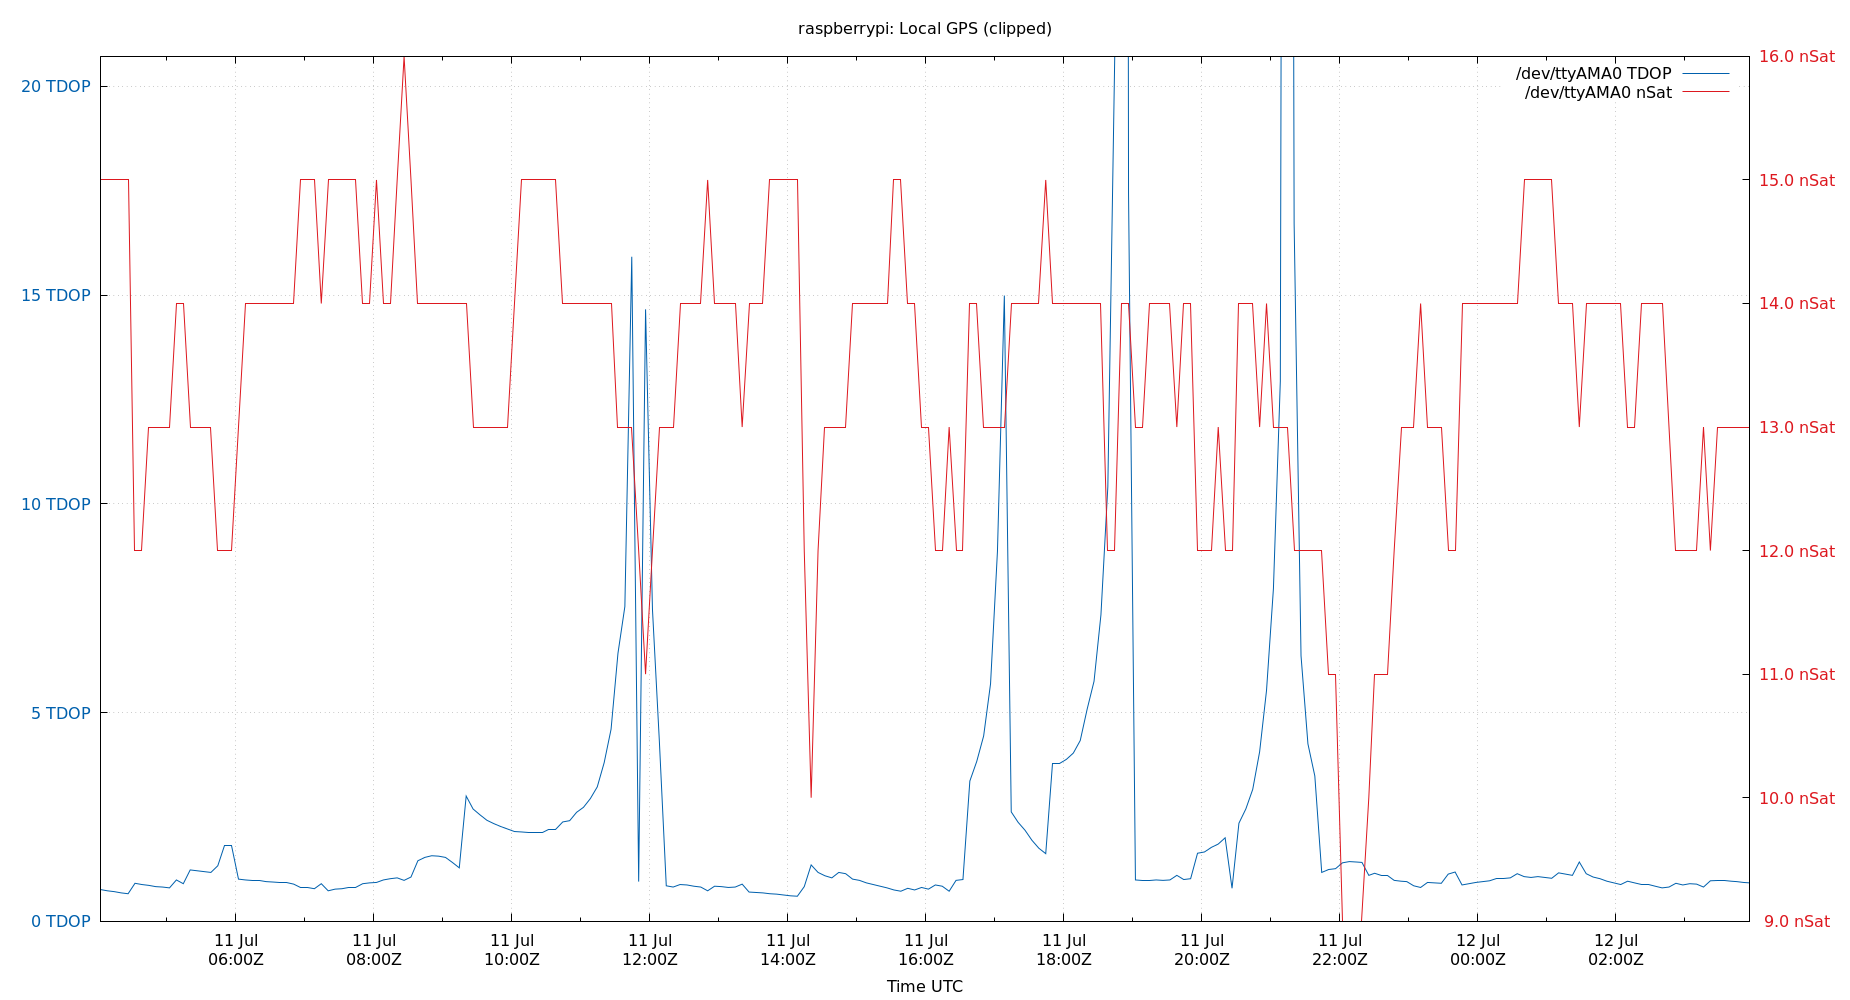 raspberrypi: Local GPS (clipped)
/dev/ttyAMA0 TDOP
/dev/ttyAMA0 nSat
20 TDOP
15 TDOP
10 TDOP
5 TDOP
0 TDOP
16.0 nSat
15.0 nSat
14.0 nSat
13.0 nSat
12.0 nSat
11.0 nSat
10.0 nSat
9.0 nSat
11 Jul
06:00Z
11 Jul
08:00Z
11 Jul
10:00Z
11 Jul
12:00Z
11 Jul
14:00Z
11 Jul
16:00Z
11 Jul
18:00Z
11 Jul
20:00Z
11 Jul
22:00Z
12 Jul
00:00Z
12 Jul
02:00Z
Time UTC